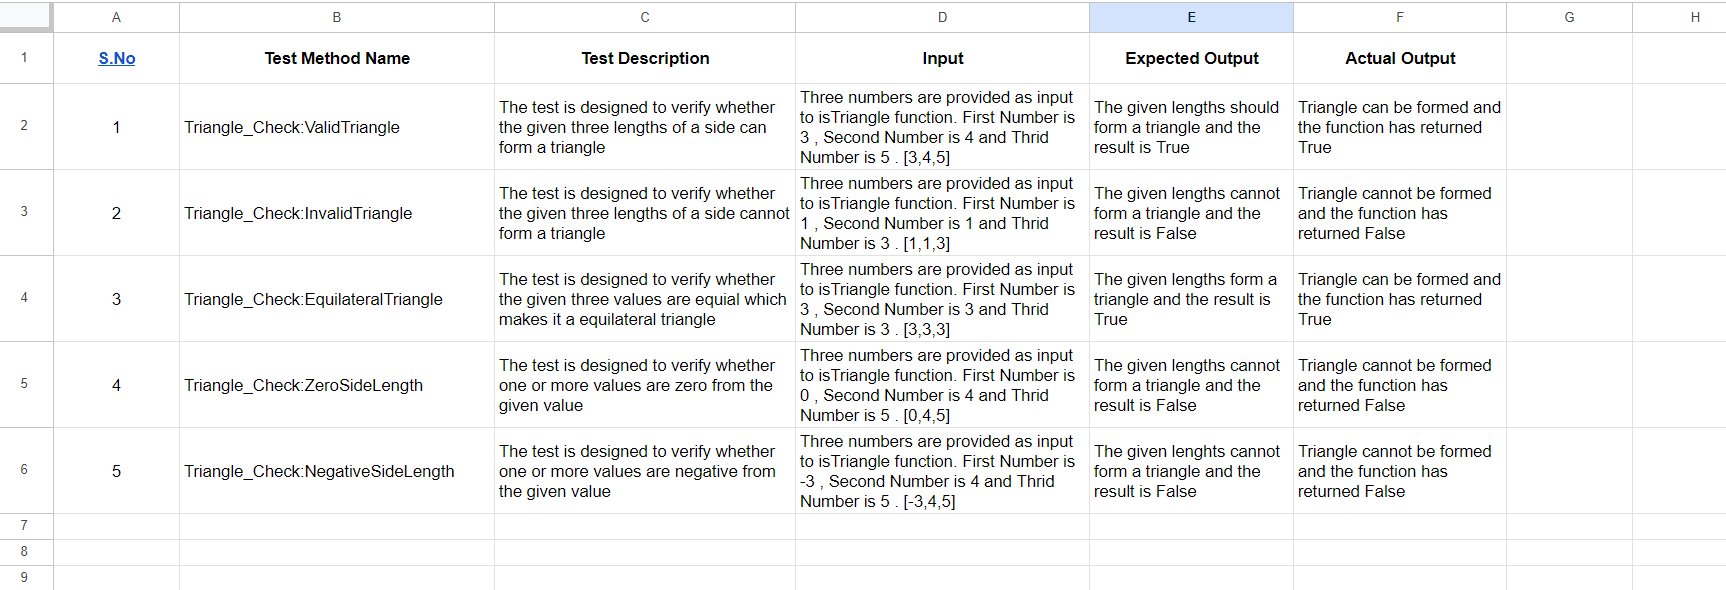 A B C D E F G H
1 S.No Test Method Name Test Description Input Expected Output Actual Output
2
1
Triangle_Check:ValidTriangle
The test is designed to verify whether
the given three lengths of a side can
form a triangle
Three numbers are provided as input
to isTriangle function. First Number is
3 , Second Number is 4 and Thrid
Number is 5 . [3,4,5]
The given lengths should
form a triangle and the
result is True
Triangle can be formed and
the function has returned
True
3
2
Triangle_Check:InvalidTriangle
The test is designed to verify whether
the given three lengths of a side cannot
form a triangle
Three numbers are provided as input
to isTriangle function. First Number is
1 , Second Number is 1 and Thrid
Number is 3 . [1,1,3]
The given lengths cannot
form a triangle and the
result is False
Triangle cannot be formed
and the function has
returned False
4
3
Triangle_Check:EquilateralTriangle
The test is designed to verify whether
the given three values are equial which
makes it a equilateral triangle
Three numbers are provided as input
to isTriangle function. First Number is
3 , Second Number is 3 and Thrid
Number is 3 . [3,3,3]
The given lengths form a
triangle and the result is
True
Triangle can be formed and
the function has returned
True
5
4
Triangle_Check:ZeroSideLength
The test is designed to verify whether
one or more values are zero from the
given value
Three numbers are provided as input
to isTriangle function. First Number is
0 , Second Number is 4 and Thrid
Number is 5 . [0,4,5]
The given lengths cannot
form a triangle and the
result is False
Triangle cannot be formed
and the function has
returned False
6
5
Triangle_Check:NegativeSideLength
The test is designed to verify whether
one or more values are negative from
the given value
Three numbers are provided as input
to isTriangle function. First Number is
-3 , Second Number is 4 and Thrid
Number is 5 . [-3,4,5]
The given lenghts cannot
form a triangle and the
result is False
Triangle cannot be formed
and the function has
returned False
7
8
9